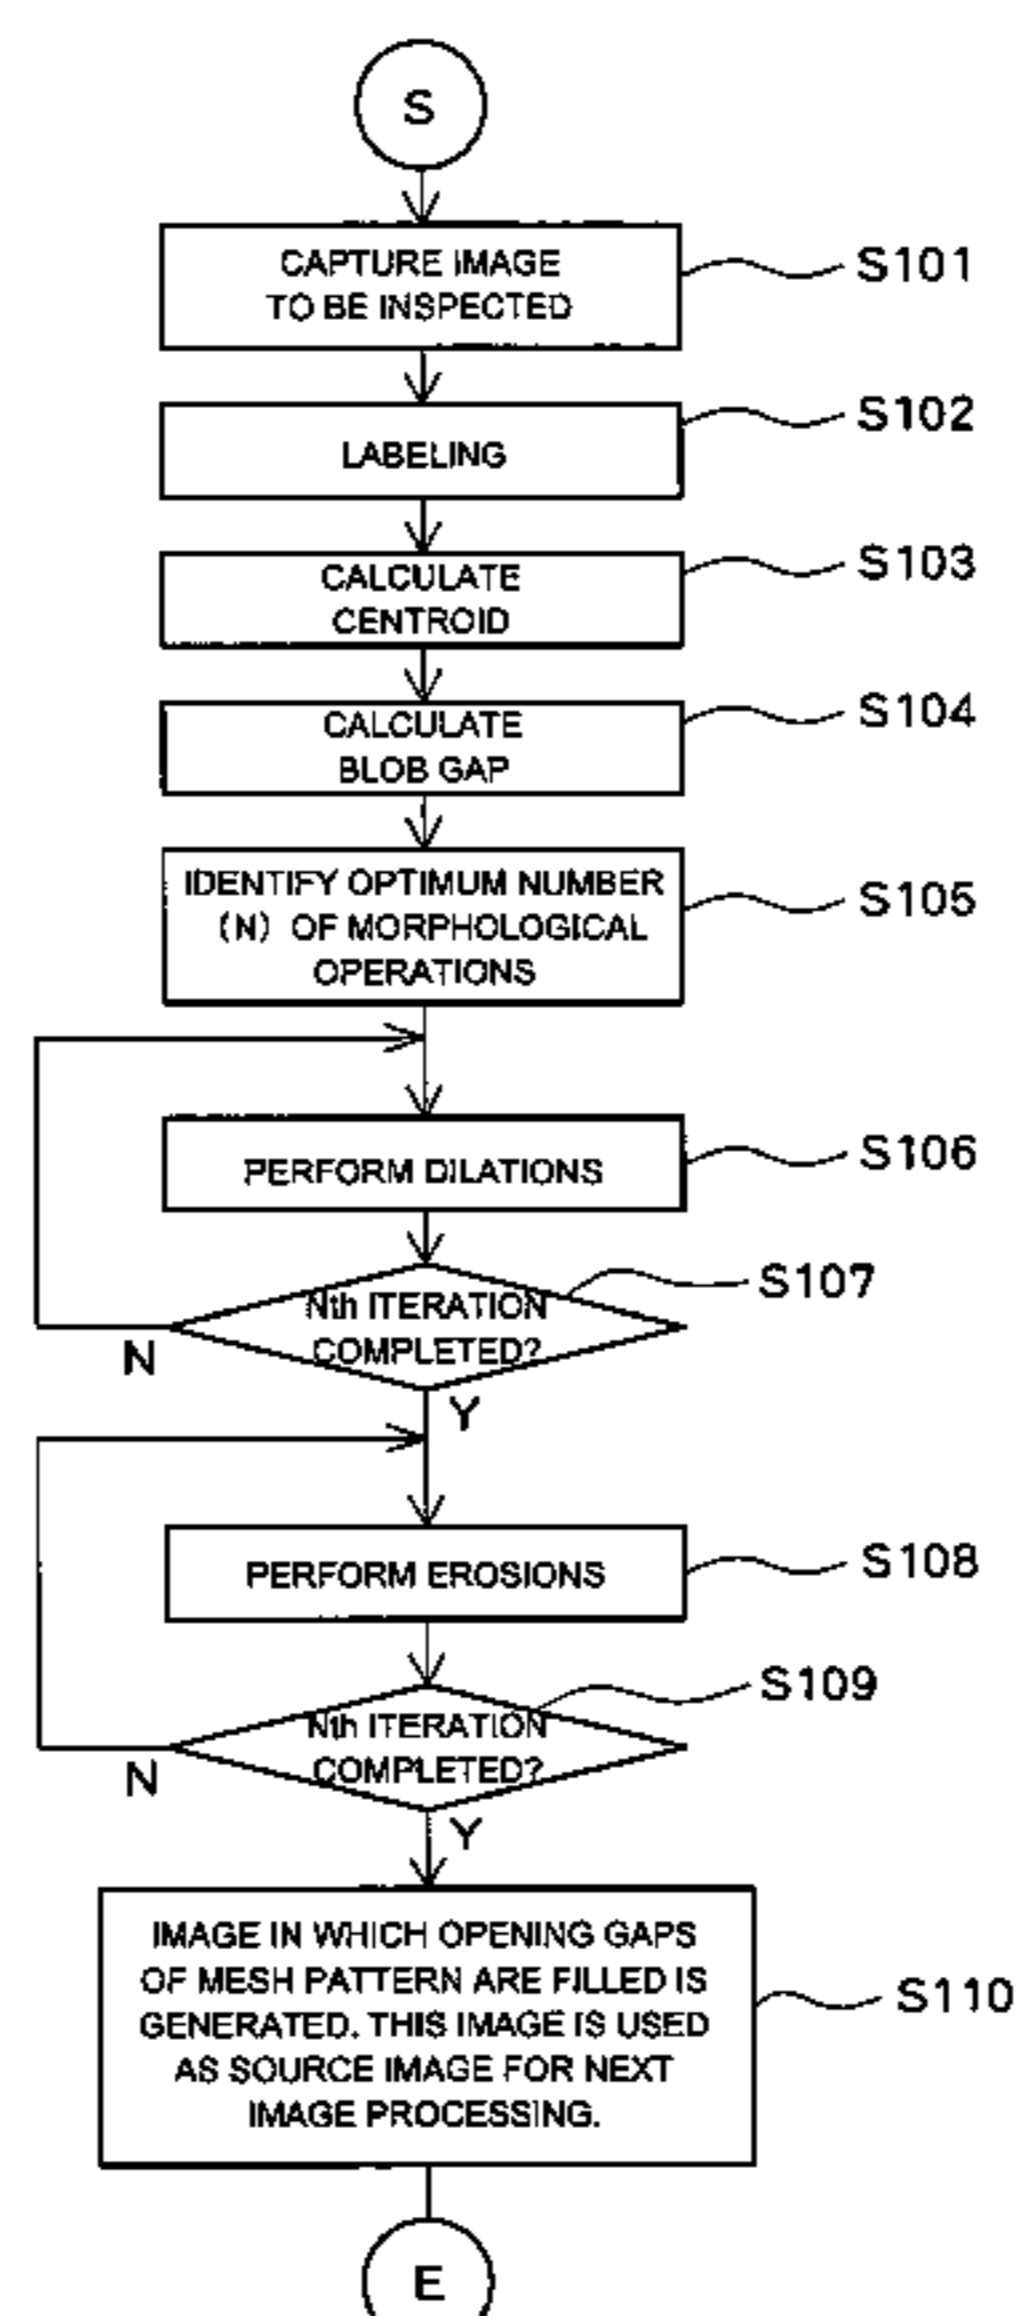 S
CAPTURE IMAGE
TO BE INSPECTED
S101
LABELING
S102
CALCULATE
CENTROID
S103
CALCULATE
BLOB GAP
S104
IDENTIFY OPTIMUM NUMBER
(N) OF MORPHOLOGICAL
OPERATIONS
S105
PERFORM DILATIONS
S106
Nth ITERATION
COMPLETED?
S107
N
Y
PERFORM EROSIONS
S108
Nth ITERATION
COMPLETED?
S109
N
Y
IMAGE IN WHICH OPENING GAPS
OF MESH PATTERN ARE FILLED IS
GENERATED. THIS IMAGE IS USED
AS SOURCE IMAGE FOR NEXT
IMAGE PROCESSING.
S110
E